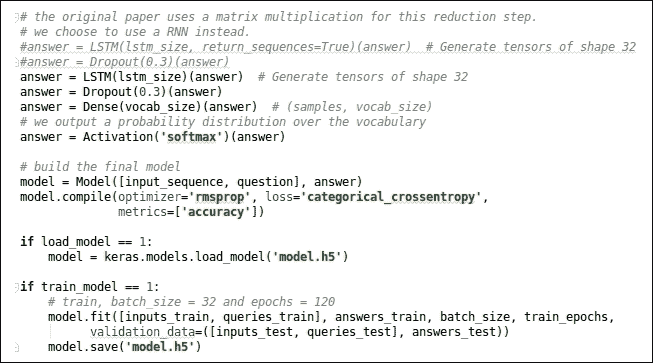 # the original paper uses a matrix multiplication for this reduction step.
# we choose to use a RNN instead.
#answer = LSTM(lstm_size, return_sequences=True)(answer)  # Generate tensors of shape 32
#answer = Dropout(0.3)(answer)
answer = LSTM(lstm_size)(answer)  # Generate tensors of shape 32
answer = Dropout(0.3)(answer)
answer = Dense(vocab_size)(answer)  # (samples, vocab_size)
# we output a probability distribution over the vocabulary
answer = Activation('softmax')(answer)

# build the final model
model = Model([input_sequence, question], answer)
model.compile(optimizer='rmsprop', loss='categorical_crossentropy',
              metrics=['accuracy'])

if load_model == 1:
    model = keras.models.load_model('model.h5')

if train_model == 1:
    # train, batch_size = 32 and epochs = 120
    model.fit([inputs_train, queries_train], answers_train, batch_size, train_epochs,
          validation_data=([inputs_test, queries_test], answers_test))
    model.save('model.h5')